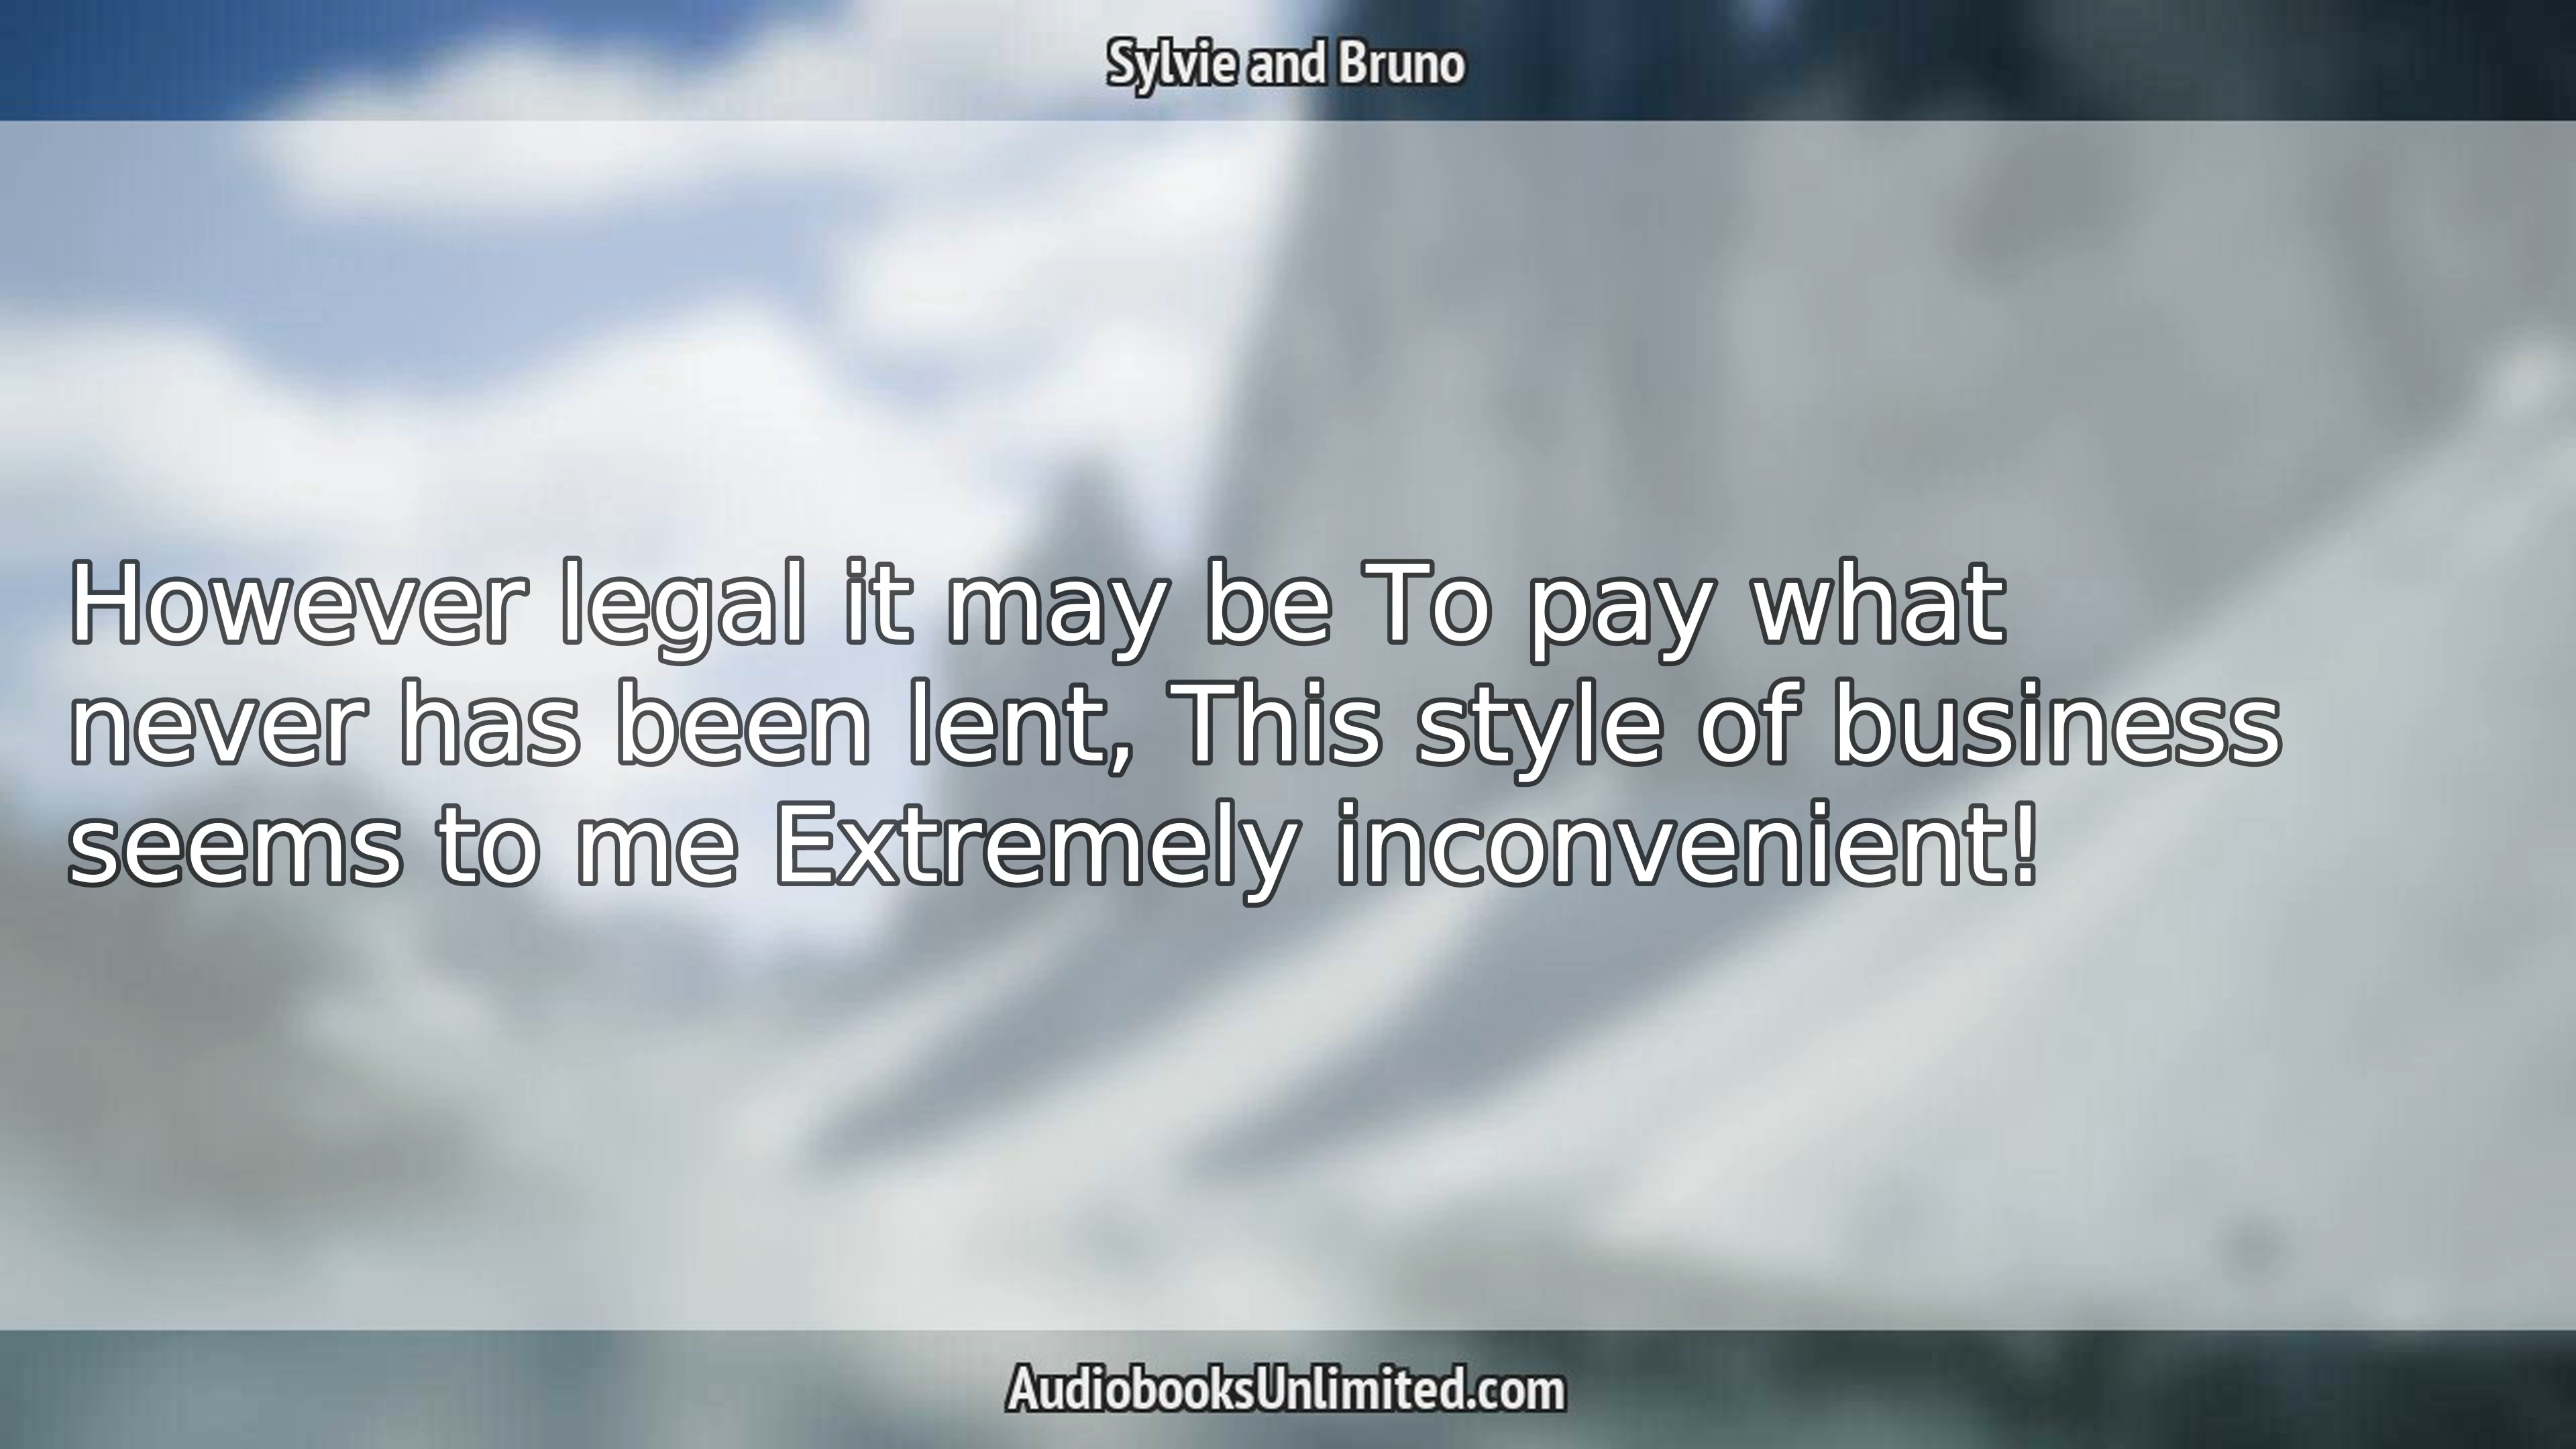 Sylvie and Bruno
However legal it may be To pay what
never has been lent, This style of business
seems to me Extremely inconvenient!
AudiobooksUnlimited.com